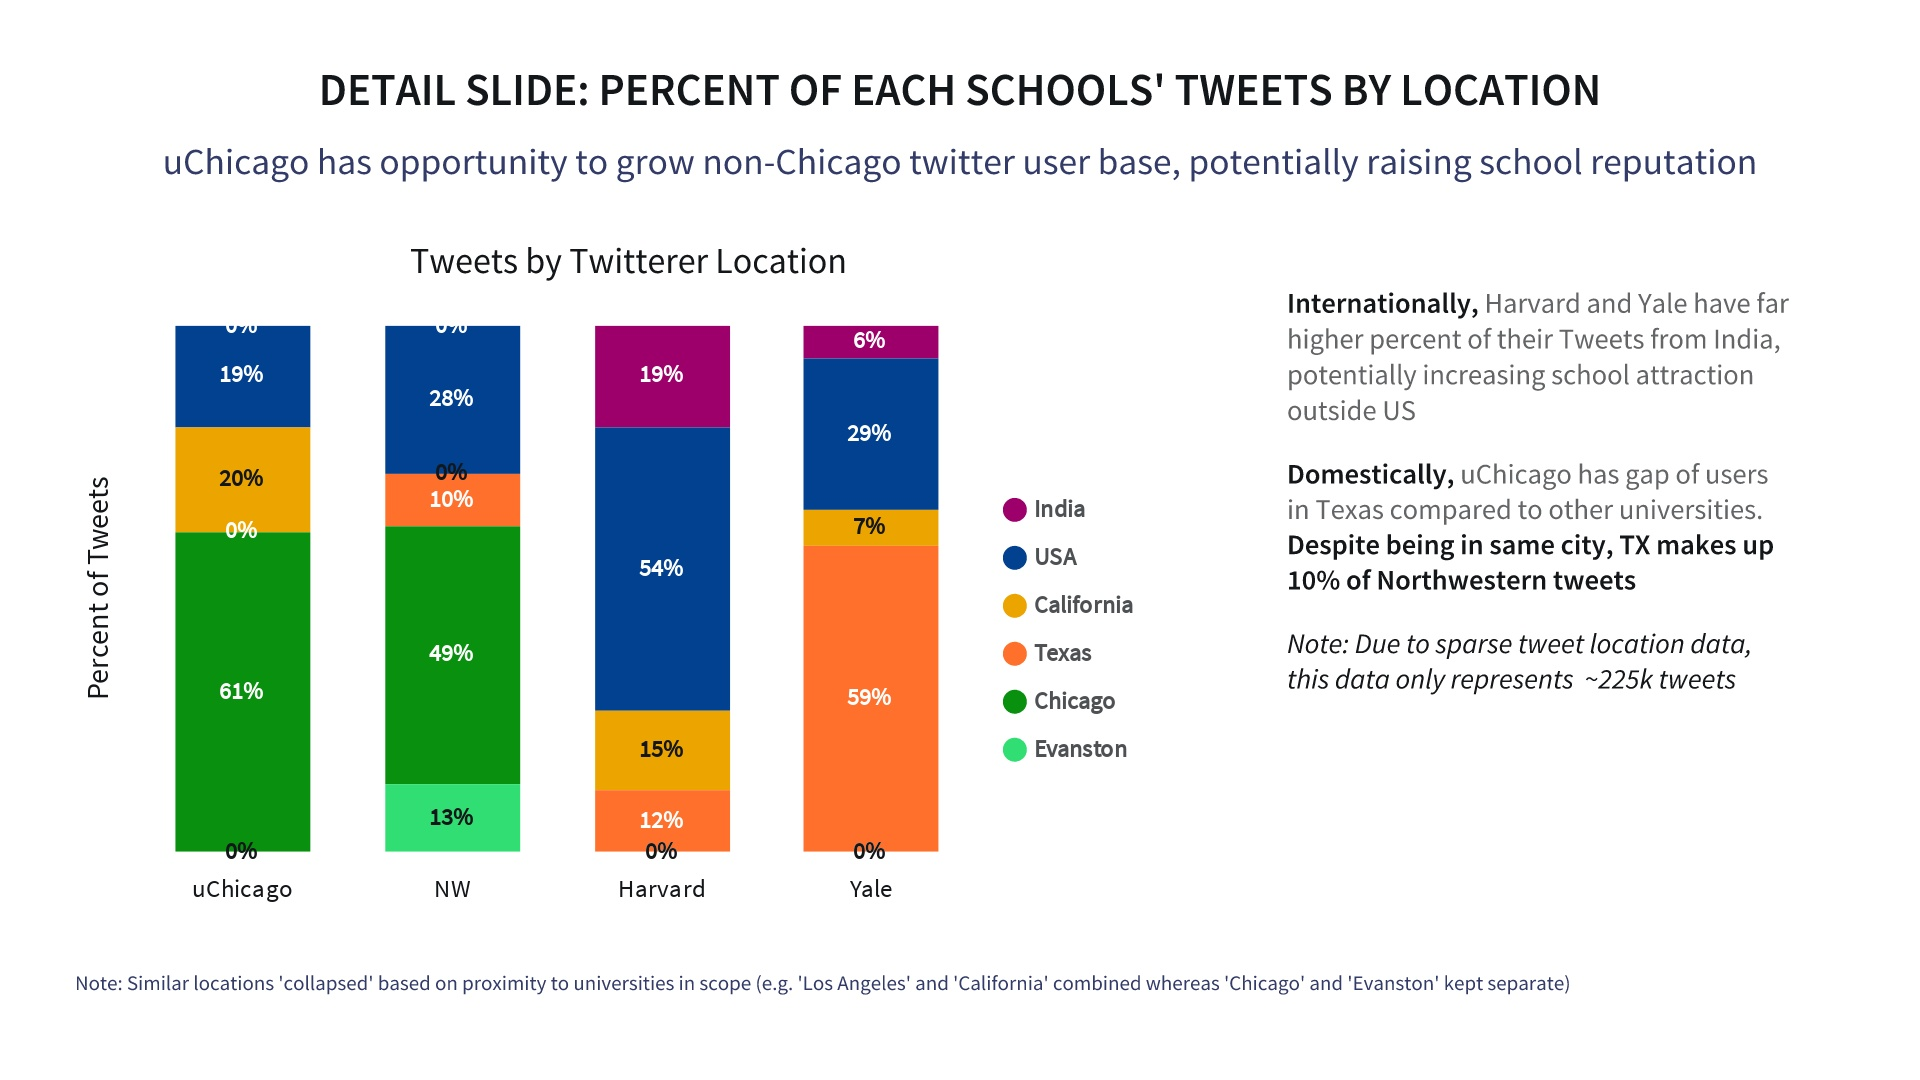 DETAIL SLIDE: PERCENT OF EACH SCHOOLS' TWEETS BY LOCATION
uChicago has opportunity to grow non-Chicago twitter user base, potentially raising school reputation
Tweets by Twitterer Location
Percent of Tweets
0%
19%
20%
0%
61%
0%
uChicago
0%
28%
0%
10%
49%
13%
NW
19%
54%
15%
12%
0%
Harvard
6%
29%
7%
59%
0%
Yale
India
USA
California
Texas
Chicago
Evanston
Internationally, Harvard and Yale have far
higher percent of their Tweets from India,
potentially increasing school attraction
outside US
Domestically, uChicago has gap of users
in Texas compared to other universities.
Despite being in same city, TX makes up
10% of Northwestern tweets
Note: Due to sparse tweet location data,
this data only represents ~225k tweets
Note: Similar locations 'collapsed' based on proximity to universities in scope (e.g. 'Los Angeles' and 'California' combined whereas 'Chicago' and 'Evanston' kept separate)